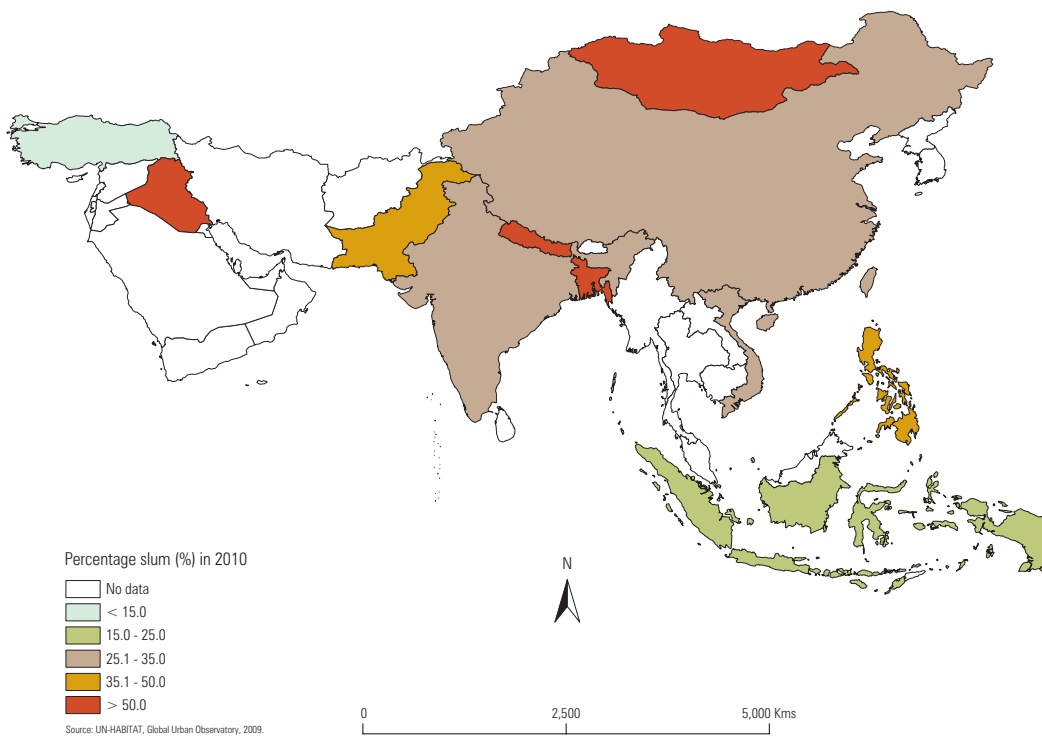 Percentage slum (%) in 2010
No data
< 15.0
15.0 - 25.0
25.1 - 35.0
35.1 - 50.0
> 50.0
Source: UN-HABITAT, Global Urban Observatory, 2009.
N
0 2,500 5,000 Kms